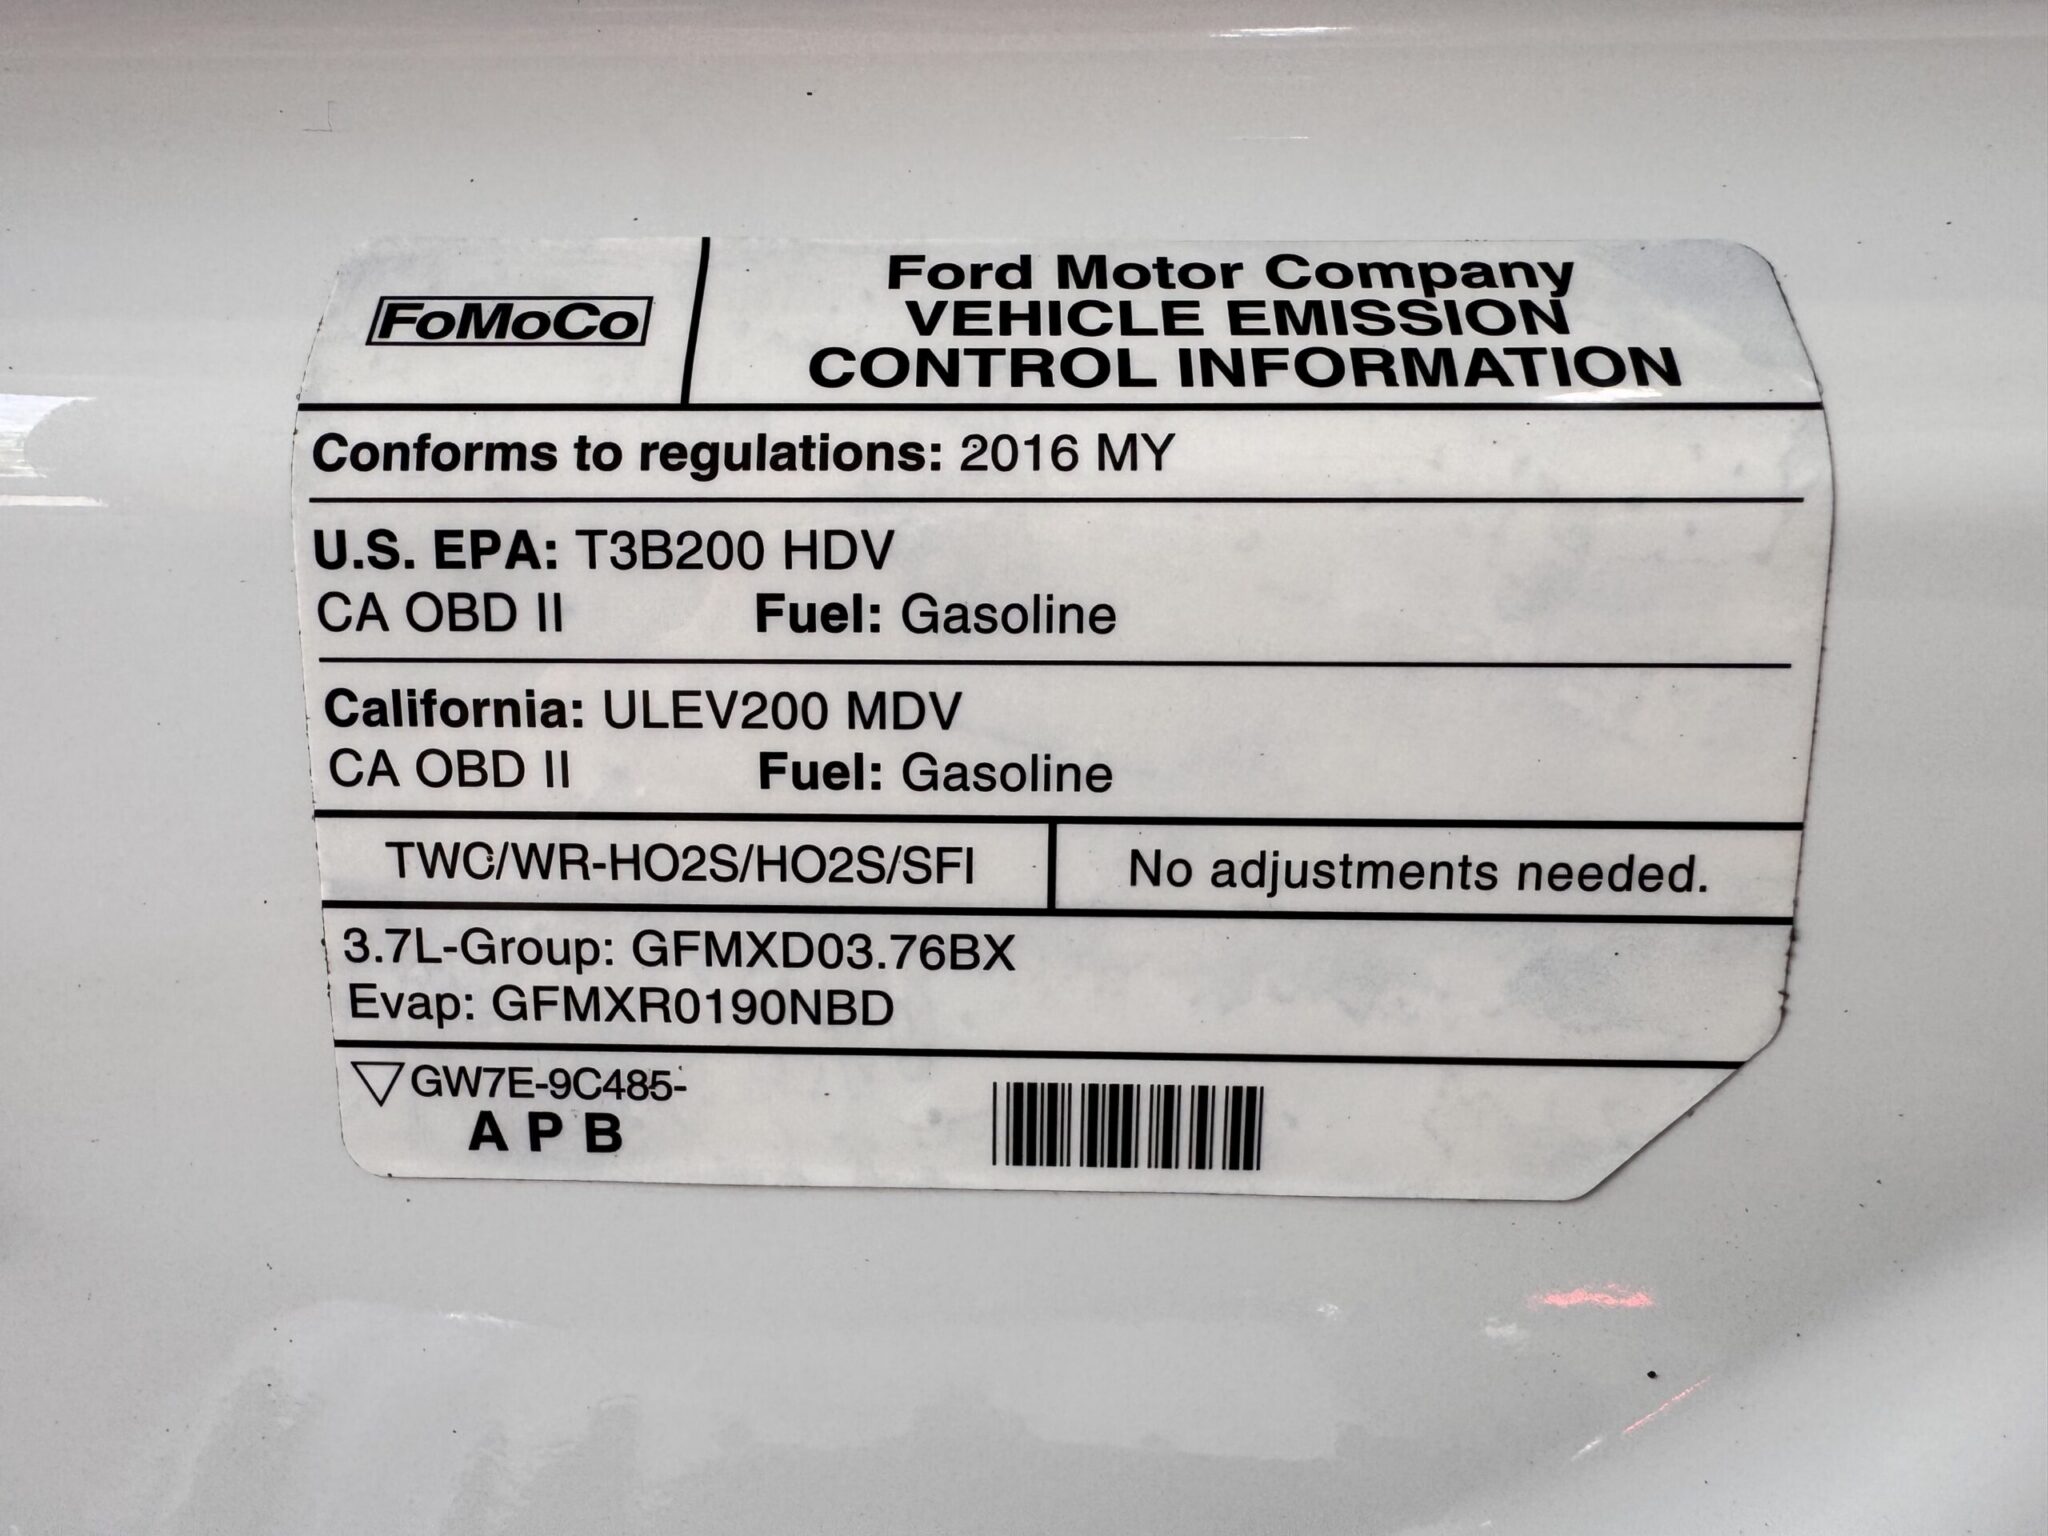 FoMoCo
Ford Motor Company
VEHICLE EMISSION
CONTROL INFORMATION
Conforms to regulations: 2016 MY
U.S. EPA: T3B200 HDV
CA OBD II Fuel: Gasoline
California: ULEV200 MDV
CA OBD II Fuel: Gasoline
TWC/WR-HO2S/HO2S/SFI
No adjustments needed.
3.7L-Group: GFMXD03.76BX
Evap: GFMXR0190NBD
GW7E-9C485-
A P B